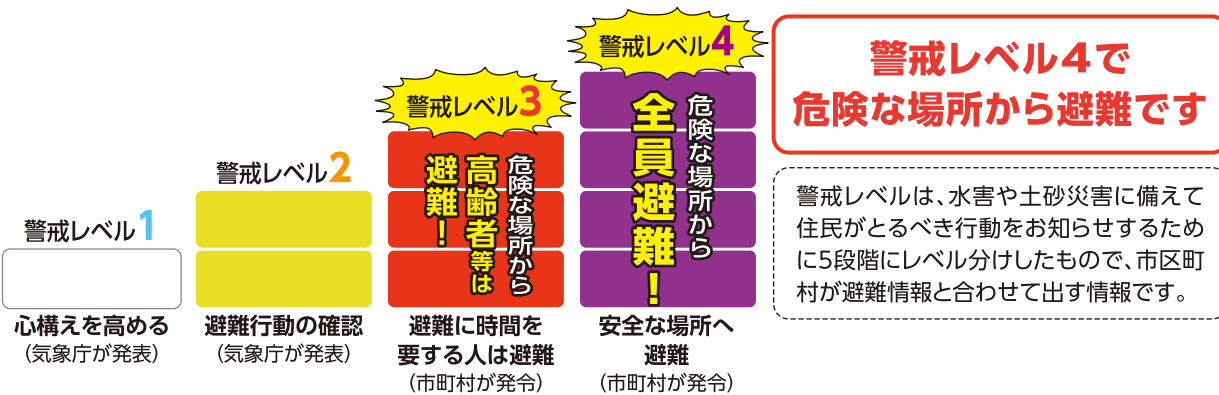 警戒レベル1
心構えを高める
（気象庁が発表）
警戒レベル2
避難行動の確認
（気象庁が発表）
警戒レベル3
危険な場所から
高齢者等は
避難！
避難に時間を
要する人は避難
（市町村が発令）
警戒レベル4
危険な場所から
全員避難！
安全な場所へ
避難
（市町村が発令）
警戒レベル4で
危険な場所から避難です
警戒レベルは、水害や土砂災害に備えて
住民がとるべき行動をお知らせするため
に5段階にレベル分けしたもので、市区町
村が避難情報と合わせて出す情報です。